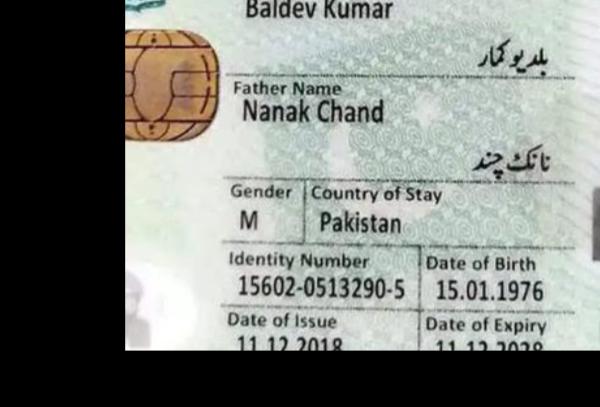 Baldev Kumar
بلدیو کمار
Father Name
Nanak Chand
نانک چند
Gender Country of Stay
M Pakistan
Identity Number Date of Birth
15602-0513290-5 15.01.1976
Date of Issue Date of Expiry
11.12.2018